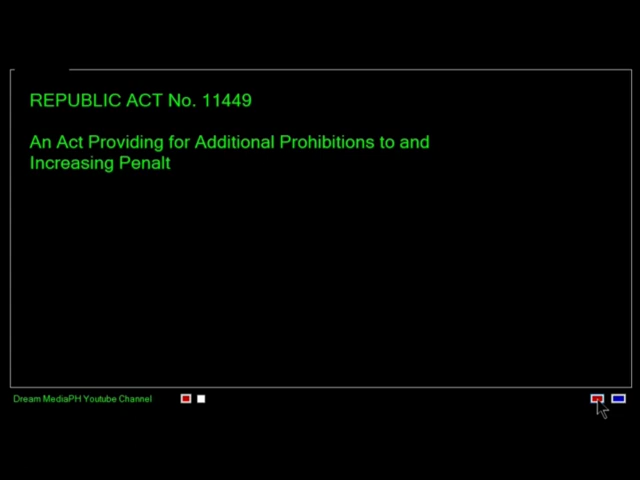 REPUBLIC ACT No. 11449
An Act Providing for Additional Prohibitions to and
Increasing Penalt
Dream MediaPH Youtube Channel